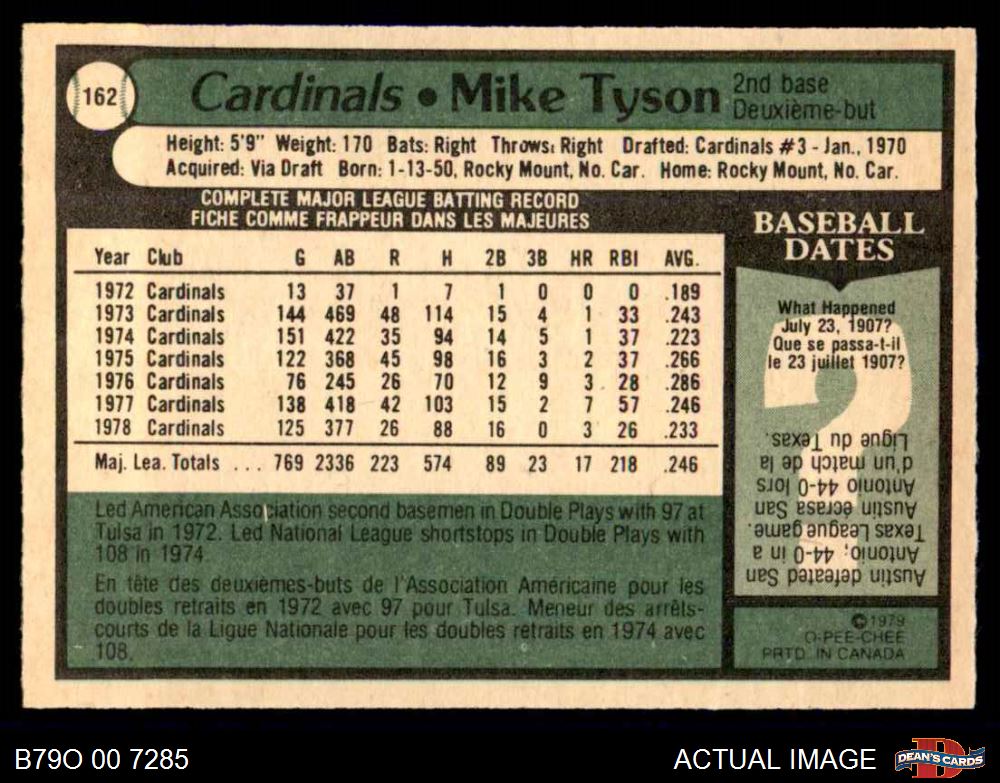 162
Cardinals • Mike Tyson
2nd base
Deuxième-but
Height: 5'9" Weight: 170 Bats: Right Throws: Right Drafted: Cardinals #3 - Jan., 1970
Acquired: Via Draft Born: 1-13-50, Rocky Mount, No. Car. Home: Rocky Mount, No. Car.
COMPLETE MAJOR LEAGUE BATTING RECORD
FICHE COMME FRAPPEUR DANS LES MAJEURES
Year Club G AB R H 2B 3B HR RBI AVG.
1972 Cardinals 13 37 1 7 1 0 0 0 .189
1973 Cardinals 144 469 48 114 15 4 1 33 .243
1974 Cardinals 151 422 35 94 14 5 1 37 .223
1975 Cardinals 122 368 45 98 16 3 2 37 .266
1976 Cardinals 76 245 26 70 12 9 3 28 .286
1977 Cardinals 138 418 42 103 15 2 7 57 .246
1978 Cardinals 125 377 26 88 16 0 3 26 .233
Maj. Lea. Totals ... 769 2336 223 574 89 23 17 218 .246
Led American Association second basemen in Double Plays with 97 at
Tulsa in 1972. Led National League shortstops in Double Plays with
108 in 1974.
En tête des deuxièmes-buts de l'Association Américaine pour les
doubles retraits en 1972 avec 97 pour Tulsa. Meneur des arrêts-
courts de la Ligue Nationale pour les doubles retraits en 1974 avec
108.
BASEBALL
DATES
What Happened
July 23, 1907?
Que se passa-t-il
le 23 juillet 1907?
Austin defeated San
Antonio, 44-0; in a
Texas League game.
Austin écrasa San
Antonio 44-0 lors
d'un match de la
Ligue du Texas.
©1979
O-PEE-CHEE
PRTD. IN CANADA
B79O 00 7285
ACTUAL IMAGE
D
DEAN'S CARDS